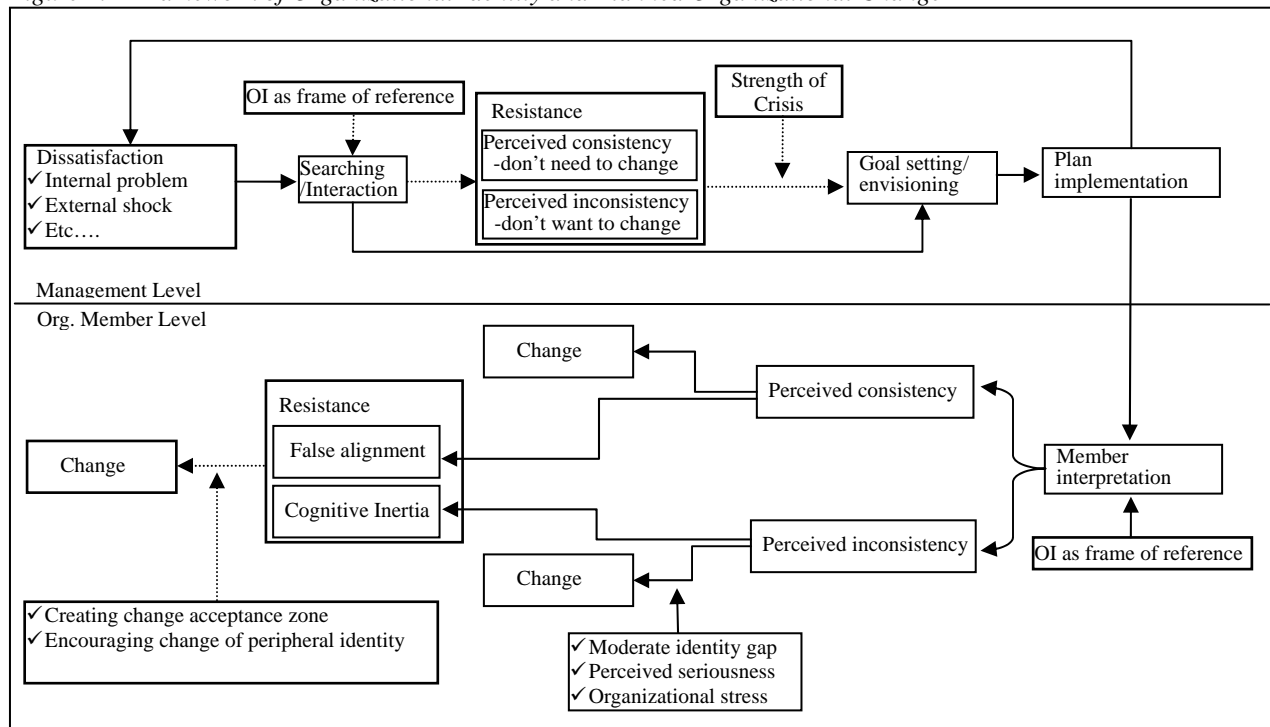 Strength of
Crisis
OI as frame of reference
Resistance
Perceived consistency
-don't need to change
Perceived inconsistency
-don't want to change
Dissatisfaction
✓ Internal problem
✓ External shock
✓ Etc….
Searching
/Interaction
Goal setting/
envisioning
Plan
implementation
Management Level
Org. Member Level
Change
Perceived consistency
Resistance
False alignment
Cognitive Inertia
Change
Member
interpretation
Perceived inconsistency
OI as frame of reference
Change
✓ Creating change acceptance zone
✓ Encouraging change of peripheral identity
✓ Moderate identity gap
✓ Perceived seriousness
✓ Organizational stress